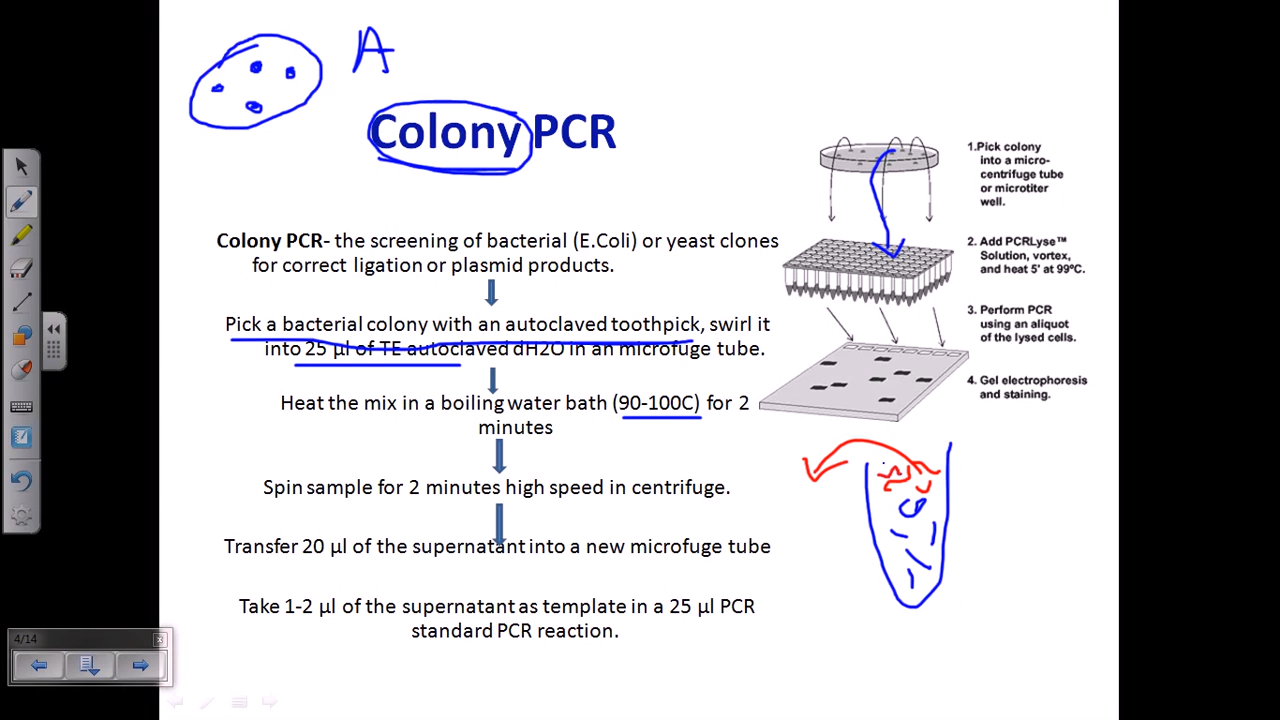 A
Colony PCR
Colony PCR- the screening of bacterial (E.Coli) or yeast clones
for correct ligation or plasmid products.
Pick a bacterial colony with an autoclaved toothpick, swirl it
into 25 µl of TE autoclaved dH2O in an microfuge tube.
Heat the mix in a boiling water bath (90-100C) for 2
minutes
Spin sample for 2 minutes high speed in centrifuge.
Transfer 20 µl of the supernatant into a new microfuge tube
Take 1-2 µl of the supernatant as template in a 25 µl PCR
standard PCR reaction.
1.Pick colony
into a micro-
centrifuge tube
or microtiter
well.
2. Add PCRLyse™
Solution, vortex,
and heat 5' at 99ºC.
3. Perform PCR
using an aliquot
of the lysed cells.
4. Gel electrophoresis
and staining.
4/14